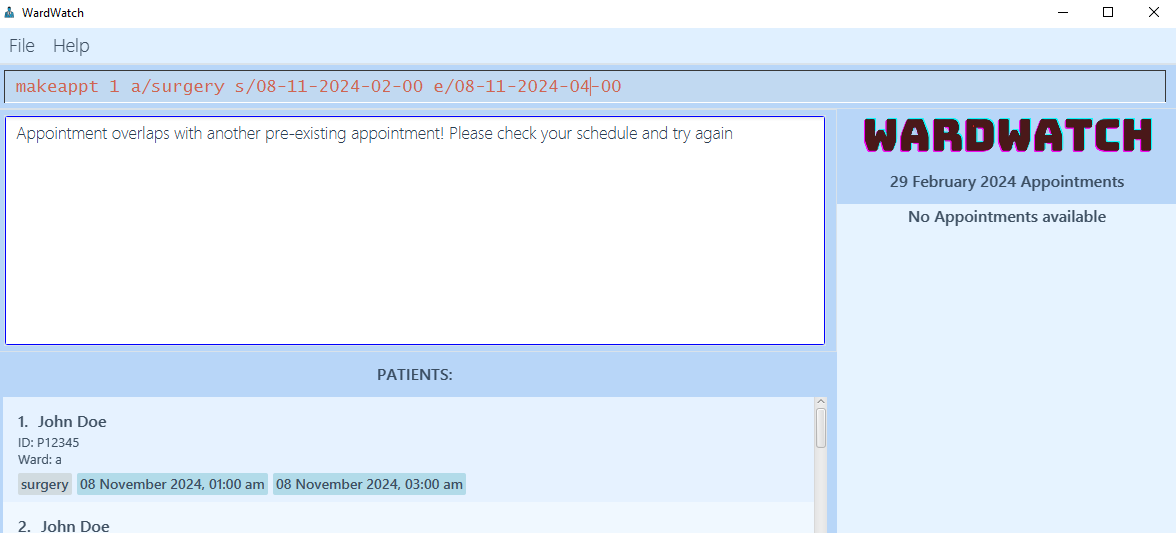 WardWatch
File Help
makeappt 1 a/surgery s/08-11-2024-02-00 e/08-11-2024-04-00
Appointment overlaps with another pre-existing appointment! Please check your schedule and try again
WARDWATCH
29 February 2024 Appointments
No Appointments available
PATIENTS:
1. John Doe
ID: P12345
Ward: a
surgery 08 November 2024, 01:00 am 08 November 2024, 03:00 am
2. John Doe